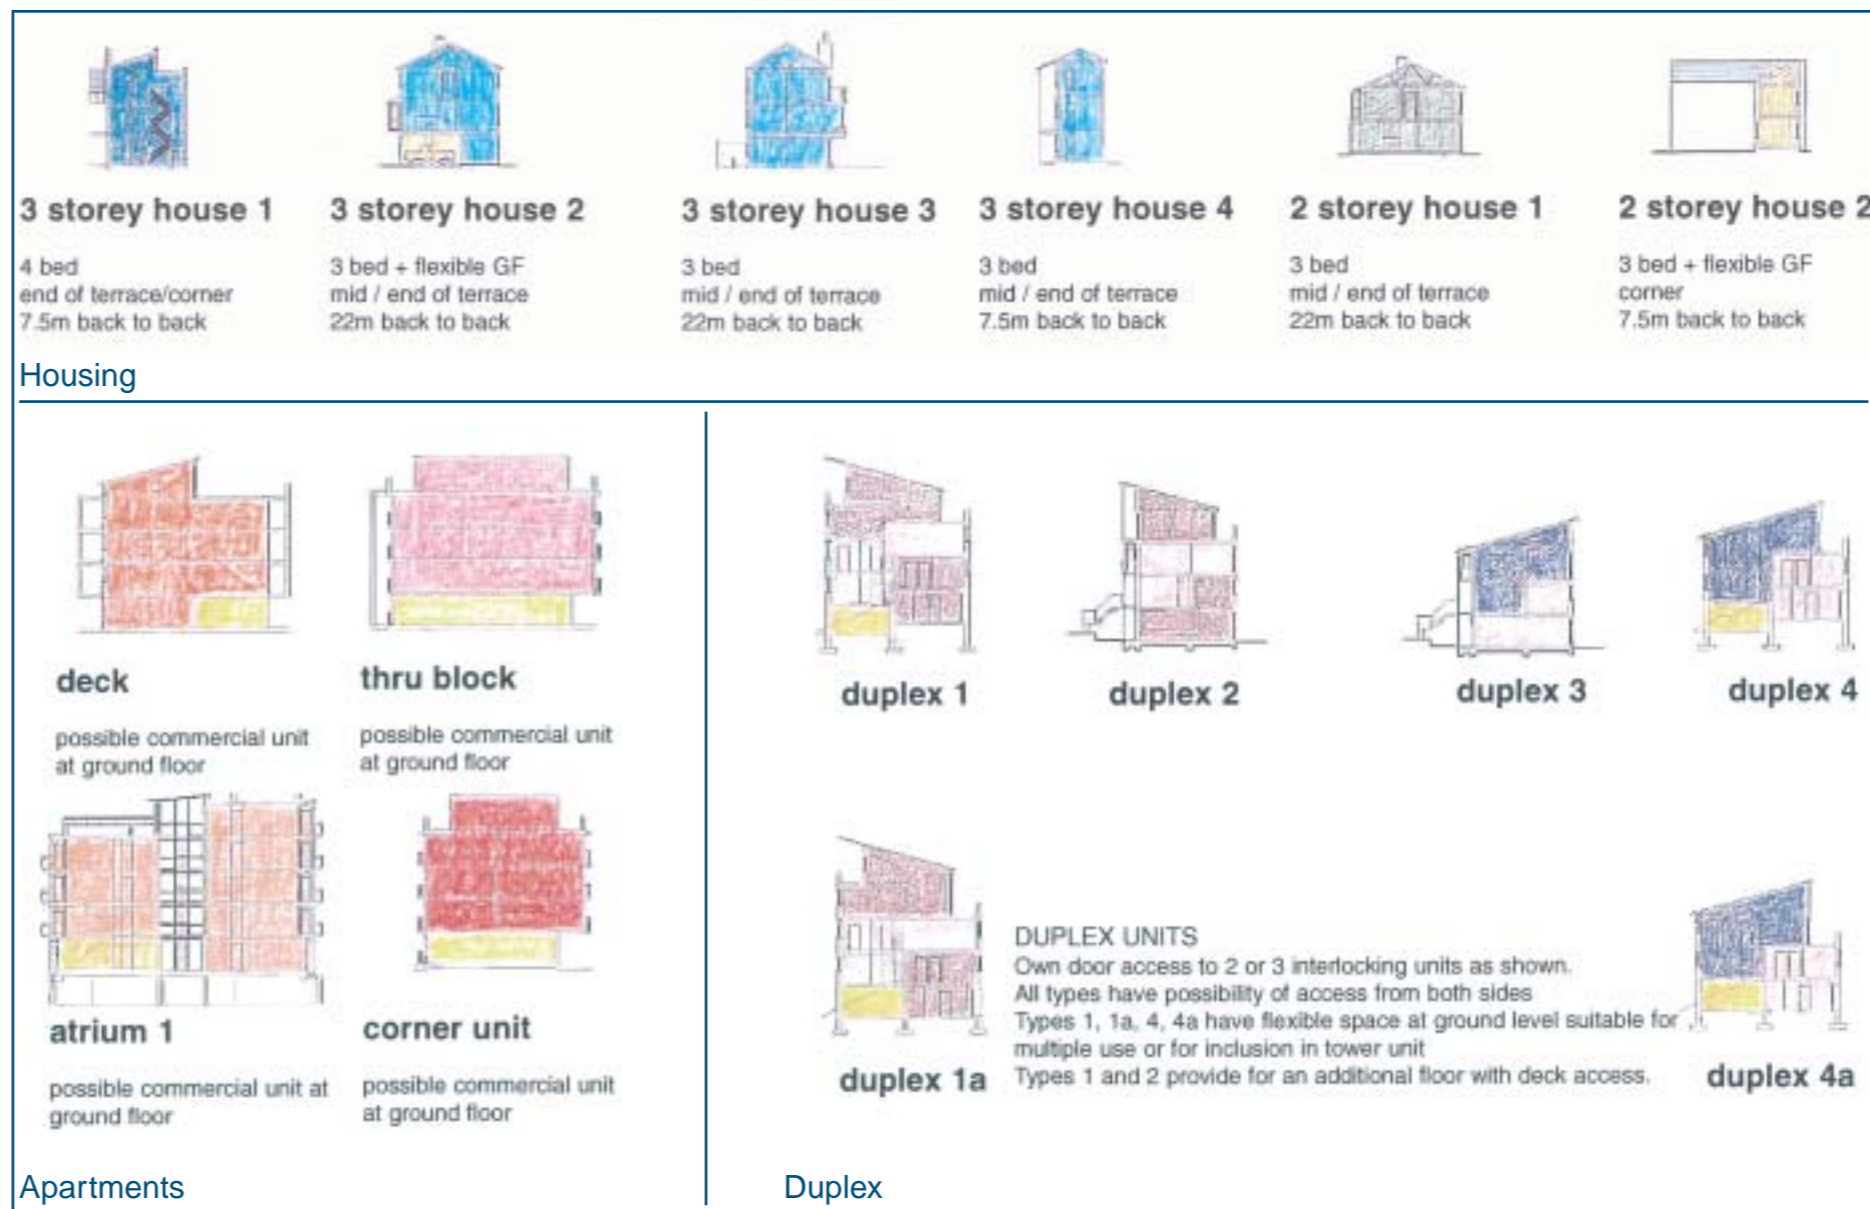 3 storey house 1
4 bed
end of terrace/corner
7.5m back to back
3 storey house 2
3 bed + flexible GF
mid / end of terrace
22m back to back
3 storey house 3
3 bed
mid / end of terrace
22m back to back
3 storey house 4
3 bed
mid / end of terrace
7.5m back to back
2 storey house 1
3 bed
mid / end of terrace
22m back to back
2 storey house 2
3 bed + flexible GF
corner
7.5m back to back
Housing
deck
possible commercial unit
at ground floor
thru block
possible commercial unit
at ground floor
atrium 1
possible commercial unit at
ground floor
corner unit
possible commercial unit
at ground floor
Apartments
duplex 1
duplex 2
duplex 3
duplex 4
duplex 1a
DUPLEX UNITS
Own door access to 2 or 3 interlocking units as shown.
All types have possibility of access from both sides
Types 1, 1a, 4, 4a have flexible space at ground level suitable for
multiple use or for inclusion in tower unit
Types 1 and 2 provide for an additional floor with deck access.
duplex 4a
Duplex